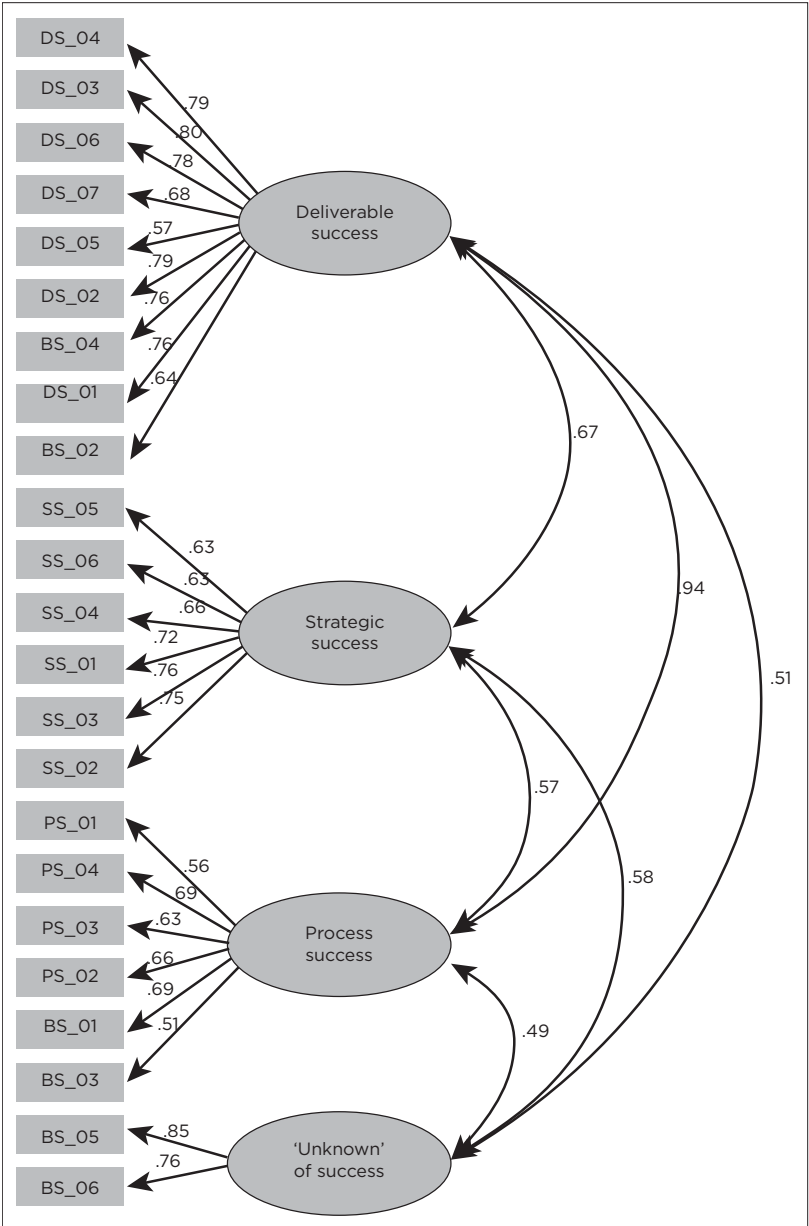 DS_04
DS_03
DS_06
DS_07
DS_05
DS_02
BS_04
DS_01
BS_02
.79
.80
.78
.68
.57
.79
.76
.76
.64
Deliverable
success
SS_05
SS_06
SS_04
SS_01
SS_03
SS_02
.63
.63
.66
.72
.76
.75
Strategic
success
PS_01
PS_04
PS_03
PS_02
BS_01
BS_03
.56
.69
.63
.66
.69
.51
Process
success
BS_05
BS_06
.85
.76
‘Unknown’
of success
.67
.94
.51
.57
.58
.49